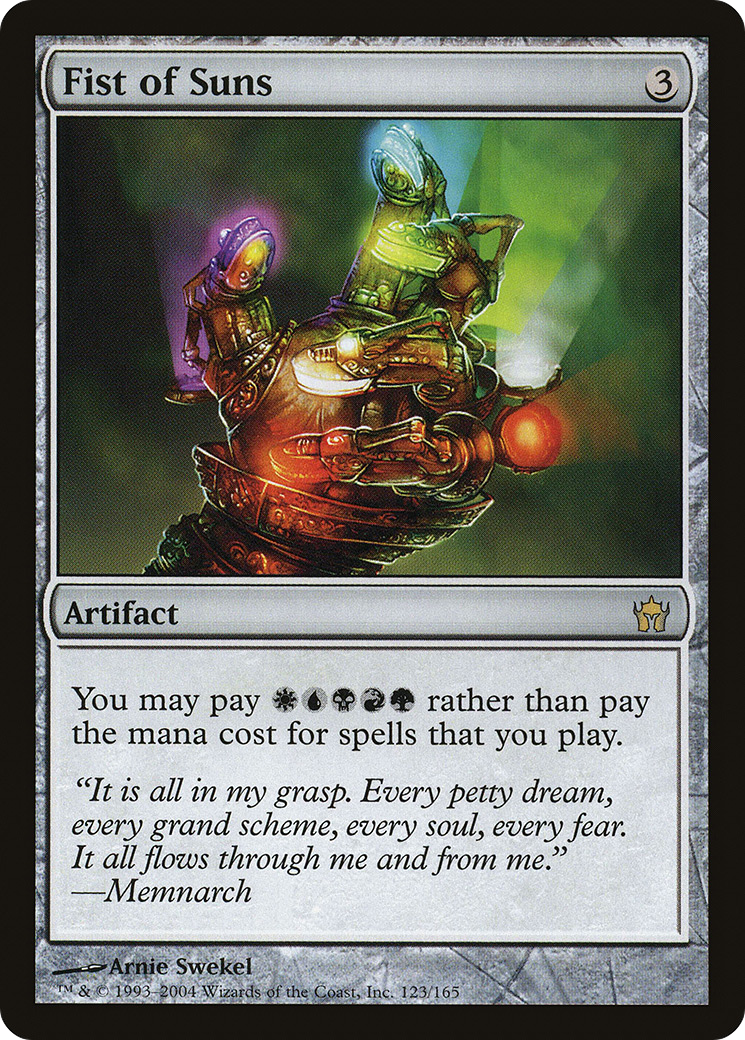 Fist of Suns 3
Artifact
You may pay rather than pay
the mana cost for spells that you play.
“It is all in my grasp. Every petty dream,
every grand scheme, every soul, every fear.
It all flows through me and from me.”
—Memnarch
Arnie Swekel
™ & © 1993–2004 Wizards of the Coast, Inc. 123/165